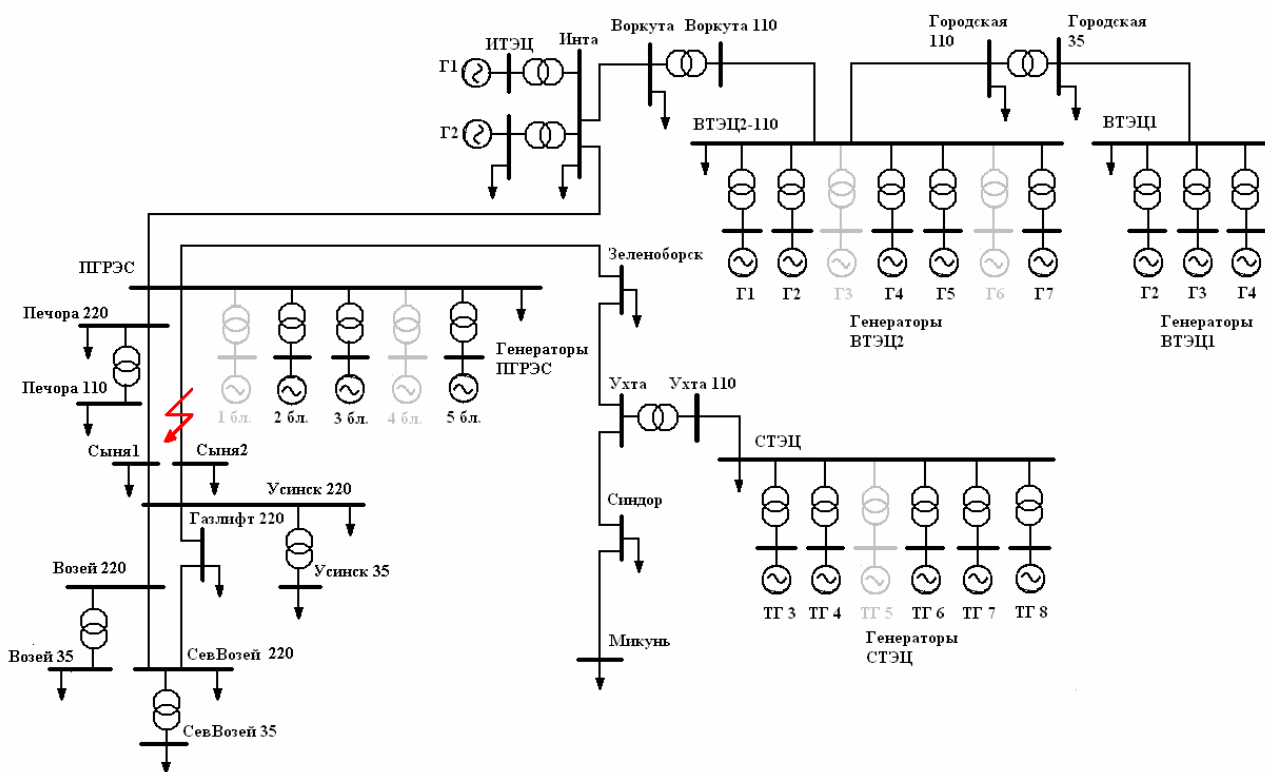 Городская
110
Городская
35
Воркута
Воркута 110
ИТЭЦ
Инта
Г1
Г2
ВТЭЦ2-110
ВТЭЦ1
Г1
Г2
Г3
Г4
Г5
Г6
Г7
Генераторы
ВТЭЦ2
Г2
Г3
Г4
Генераторы
ВТЭЦ1
Зеленоборск
ПГРЭС
Печора 220
Печора 110
Генераторы
ПГРЭС
1 бл.
2 бл.
3 бл.
4 бл.
5 бл.
Ухта
Ухта 110
СТЭЦ
Сыня1
Сыня2
Усинск 220
Газлифт 220
Синдор
Возей 220
Усинск 35
ТГ 3
ТГ 4
ТГ 5
ТГ 6
ТГ 7
ТГ 8
Генераторы
СТЭЦ
Микунь
Возей 35
СевВозей 220
СевВозей 35